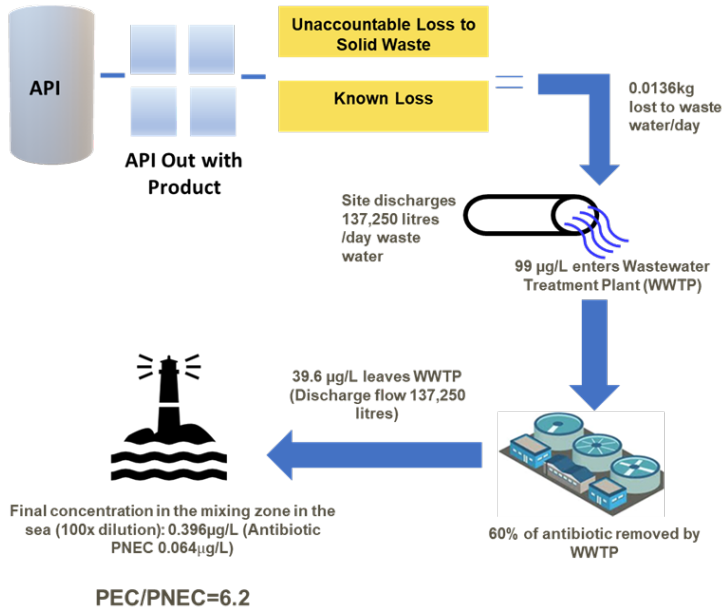 API
API Out with
Product
Unaccountable Loss to
Solid Waste
Known Loss
0.0136kg
lost to waste
water/day
Site discharges
137,250 litres
/day waste
water
99 µg/L enters Wastewater
Treatment Plant (WWTP)
60% of antibiotic removed by
WWTP
39.6 µg/L leaves WWTP
(Discharge flow 137,250
litres)
Final concentration in the mixing zone in the
sea (100x dilution): 0.396µg/L (Antibiotic
PNEC 0.064µg/L)
PEC/PNEC=6.2